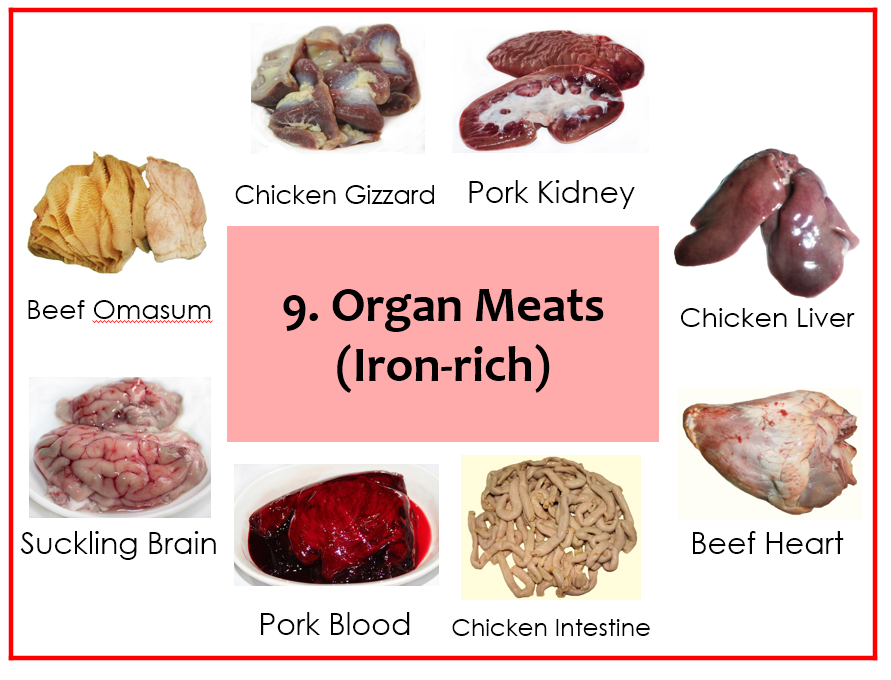 Chicken Gizzard
Pork Kidney
Beef Omasum
Chicken Liver
9. Organ Meats
(Iron-rich)
Suckling Brain
Beef Heart
Pork Blood
Chicken Intestine